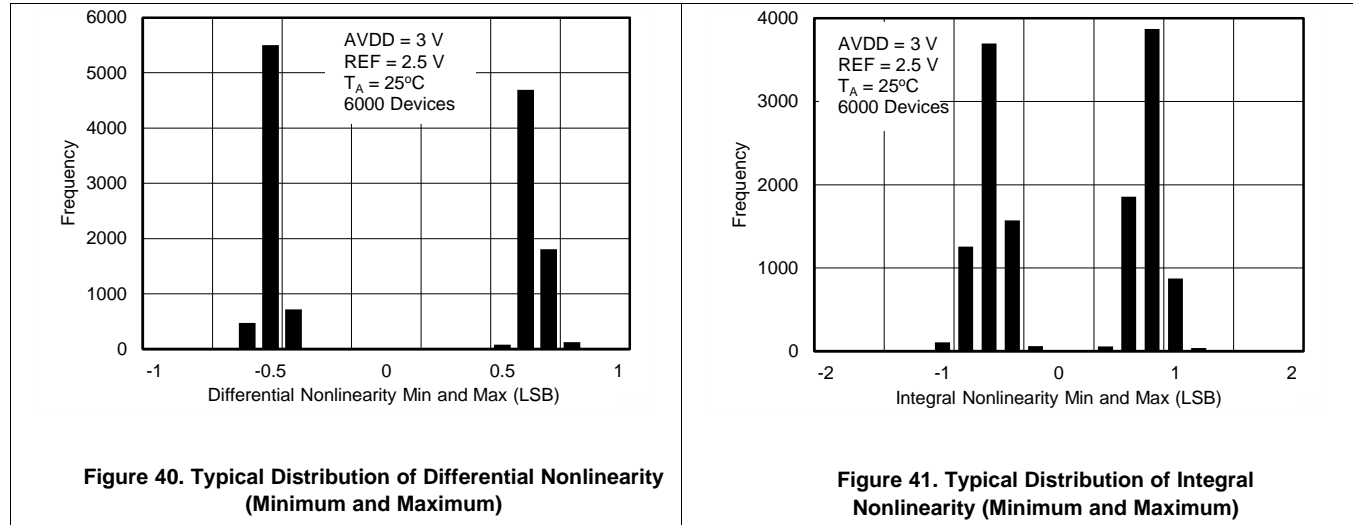 6000
5000
4000
3000
2000
1000
0
Frequency
AVDD = 3 V
REF = 2.5 V
TA = 25ºC
6000 Devices
-1
-0.5
0
0.5
1
Differential Nonlinearity Min and Max (LSB)
Figure 40. Typical Distribution of Differential Nonlinearity
(Minimum and Maximum)
4000
3000
2000
1000
0
Frequency
AVDD = 3 V
REF = 2.5 V
TA = 25ºC
6000 Devices
-2
-1
0
1
2
Integral Nonlinearity Min and Max (LSB)
Figure 41. Typical Distribution of Integral
Nonlinearity (Minimum and Maximum)